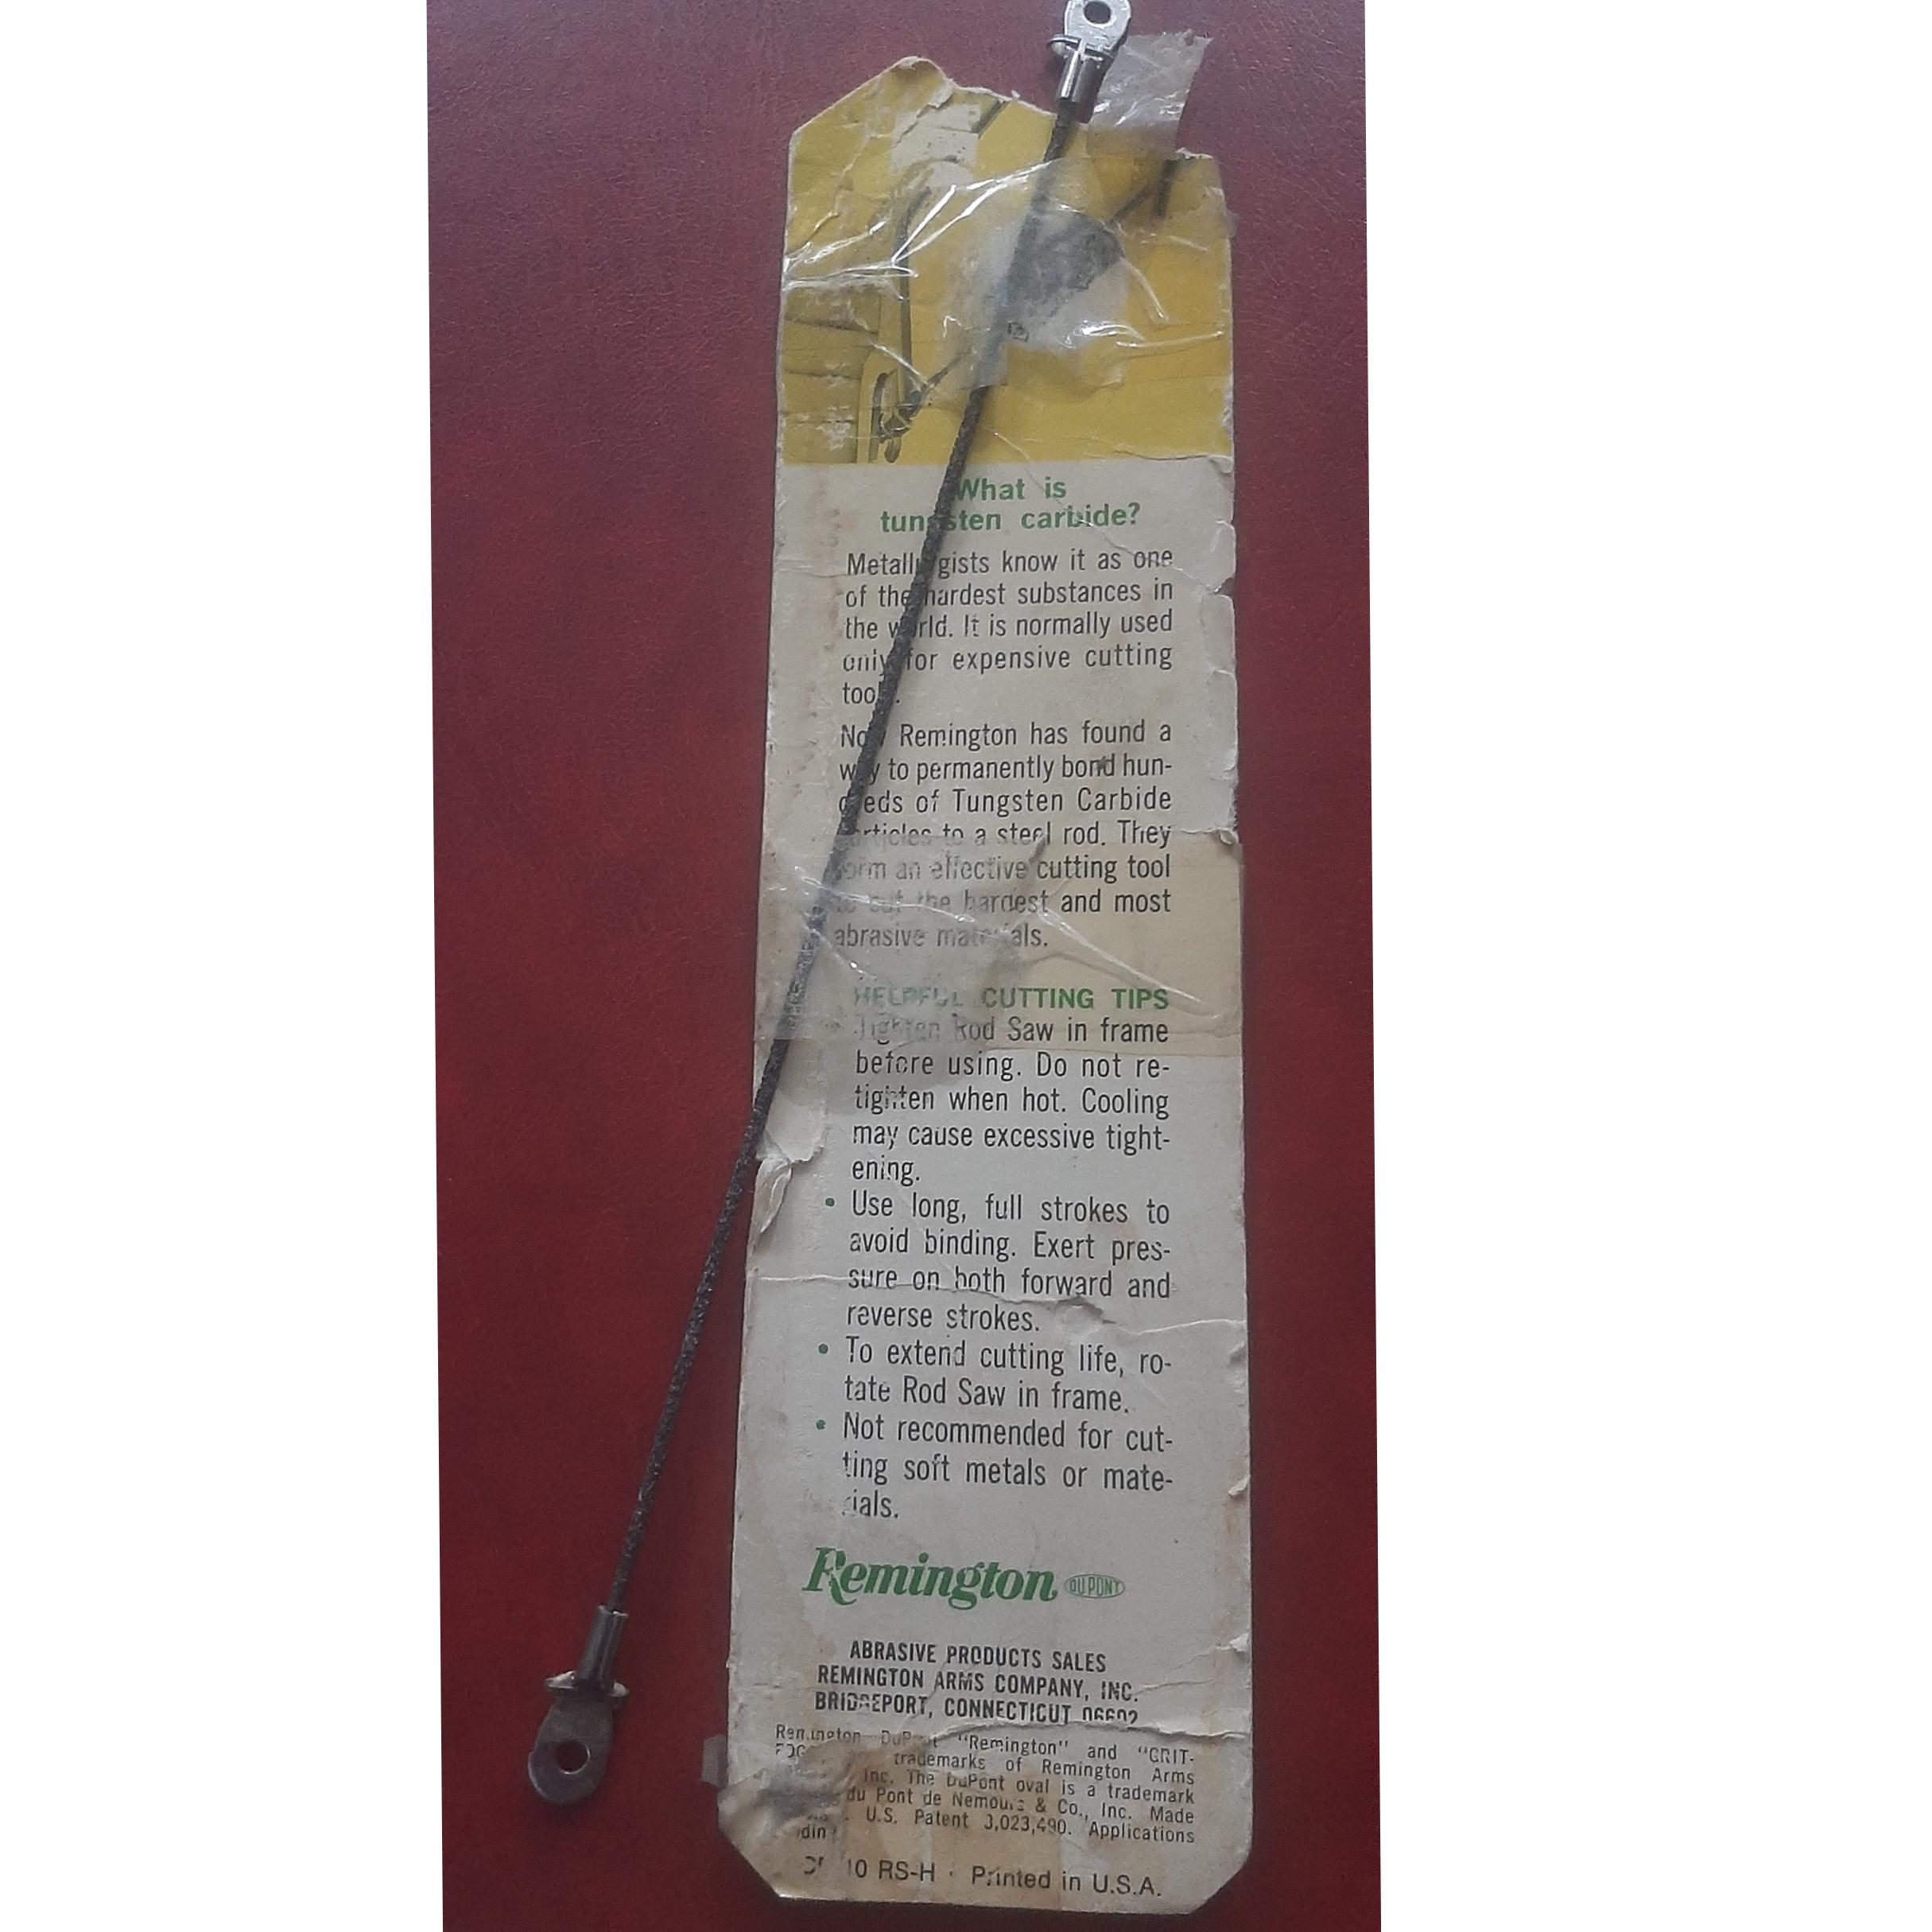 What is
tungsten carbide?
Metallurgists know it as one
of the hardest substances in
the world. It is normally used
only for expensive cutting
tools.
Now Remington has found a
way to permanently bond hun-
dreds of Tungsten Carbide
particles to a steel rod. They
form an effective cutting tool
to cut the hardest and most
abrasive materials.
HELPFUL CUTTING TIPS
Tighten Rod Saw in frame
before using. Do not re-
tighten when hot. Cooling
may cause excessive tight-
ening.
• Use long, full strokes to
avoid binding. Exert pres-
sure on both forward and
reverse strokes.
• To extend cutting life, ro-
tate Rod Saw in frame.
• Not recommended for cut-
ting soft metals or mate-
rials.
Remington DU PONT
ABRASIVE PRODUCTS SALES
REMINGTON ARMS COMPANY, INC.
BRIDGEPORT, CONNECTICUT 06602
Remington DuPont "Remington" and "GRIT-
trademarks of Remington Arms
Inc. The DuPont oval is a trademark
du Pont de Nemours & Co., Inc. Made
U.S. Patent 3,023,490. Applications
10 RS-H · Printed in U.S.A.